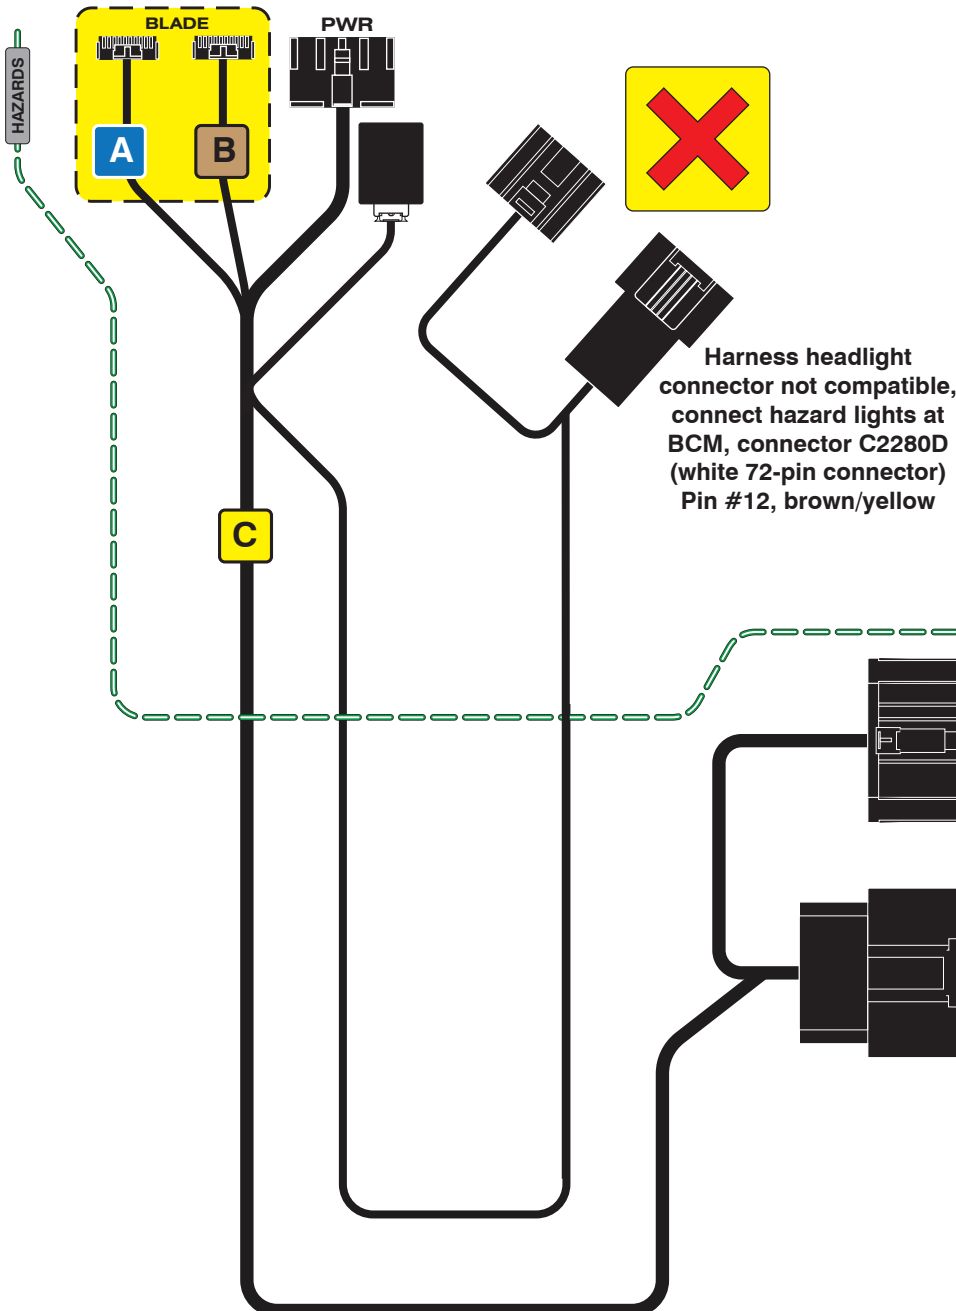 BLADE
PWR
HAZARDS
A
B
Harness headlight
connector not compatible,
connect hazard lights at
BCM, connector C2280D
(white 72-pin connector)
Pin #12, brown/yellow
C